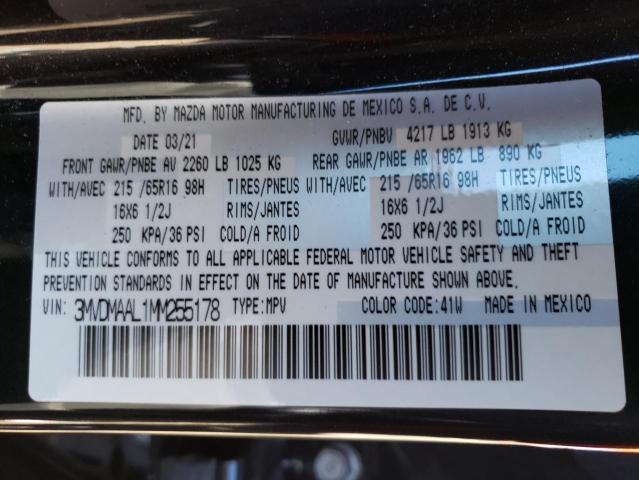 MFD. BY MAZDA MOTOR MANUFACTURING DE MEXICO S.A. DE C.V.
DATE 03/21 GVWR/PNBV 4217 LB 1913 KG
FRONT GAWR/PNBE AV 2260 LB 1025 KG REAR GAWR/PNBE AR 1962 LB 890 KG
WITH/AVEC 215 /65R16 98H TIRES/PNEUS WITH/AVEC 215 /65R16 98H TIRES/PNEUS
16X6 1/2J RIMS/JANTES 16X6 1/2J RIMS/JANTES
250 KPA/36 PSI COLD/A FROID 250 KPA/36 PSI COLD/A FROID
THIS VEHICLE CONFORMS TO ALL APPLICABLE FEDERAL MOTOR VEHICLE SAFETY AND THEFT
PREVENTION STANDARDS IN EFFECT ON THE DATE OF MANUFACTURE SHOWN ABOVE.
VIN: 3MVDMAAL1MM255178 TYPE:MPV COLOR CODE:41W MADE IN MEXICO